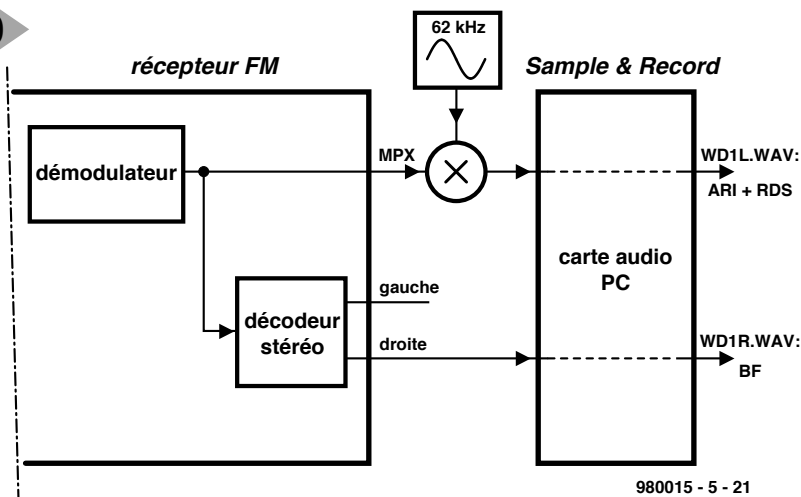 62 kHz
récepteur FM
Sample & Record
démodulateur
MPX
WD1L.WAV:
ARI + RDS
carte audio
PC
gauche
décodeur
stéréo
droite
WD1R.WAV:
BF
980015 - 5 - 21